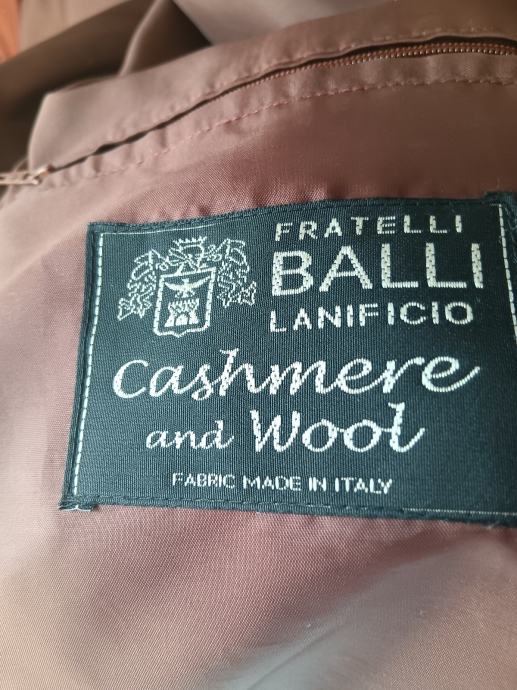 FRATELLI
BALLI
LANIFICIO
Cashmere
and Wool
FABRIC MADE IN ITALY